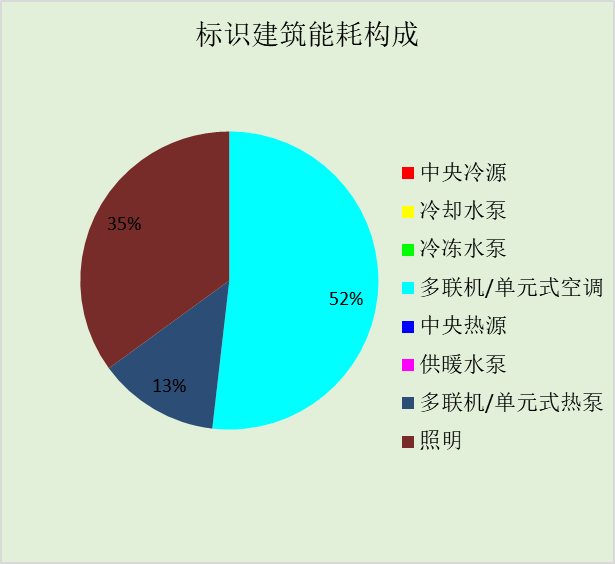 标识建筑能耗构成
35%
52%
13%
中央冷源
冷却水泵
冷冻水泵
多联机/单元式空调
中央热源
供暖水泵
多联机/单元式热泵
照明